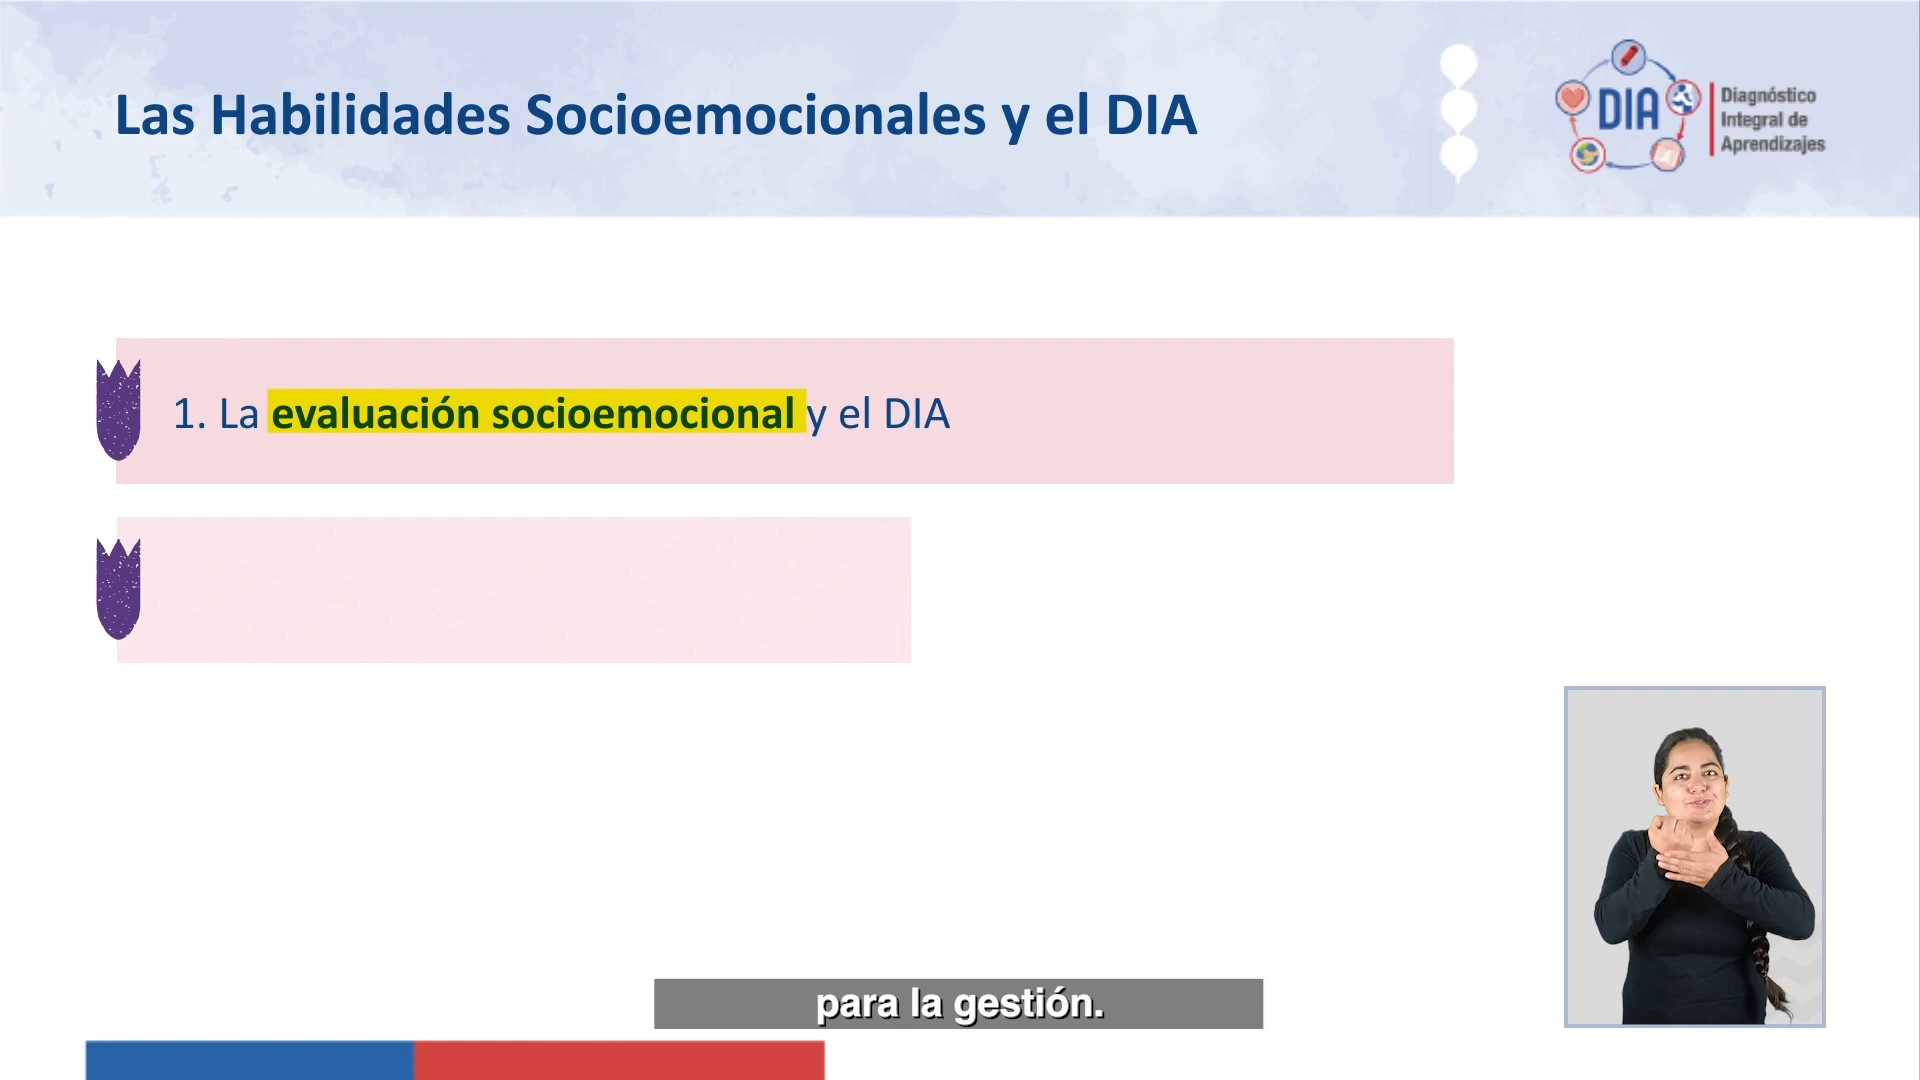 Las Habilidades Socioemocionales y el DIA
DIA
Diagnóstico
Integral de
Aprendizajes
1. La evaluación socioemocional y el DIA
para la gestión.